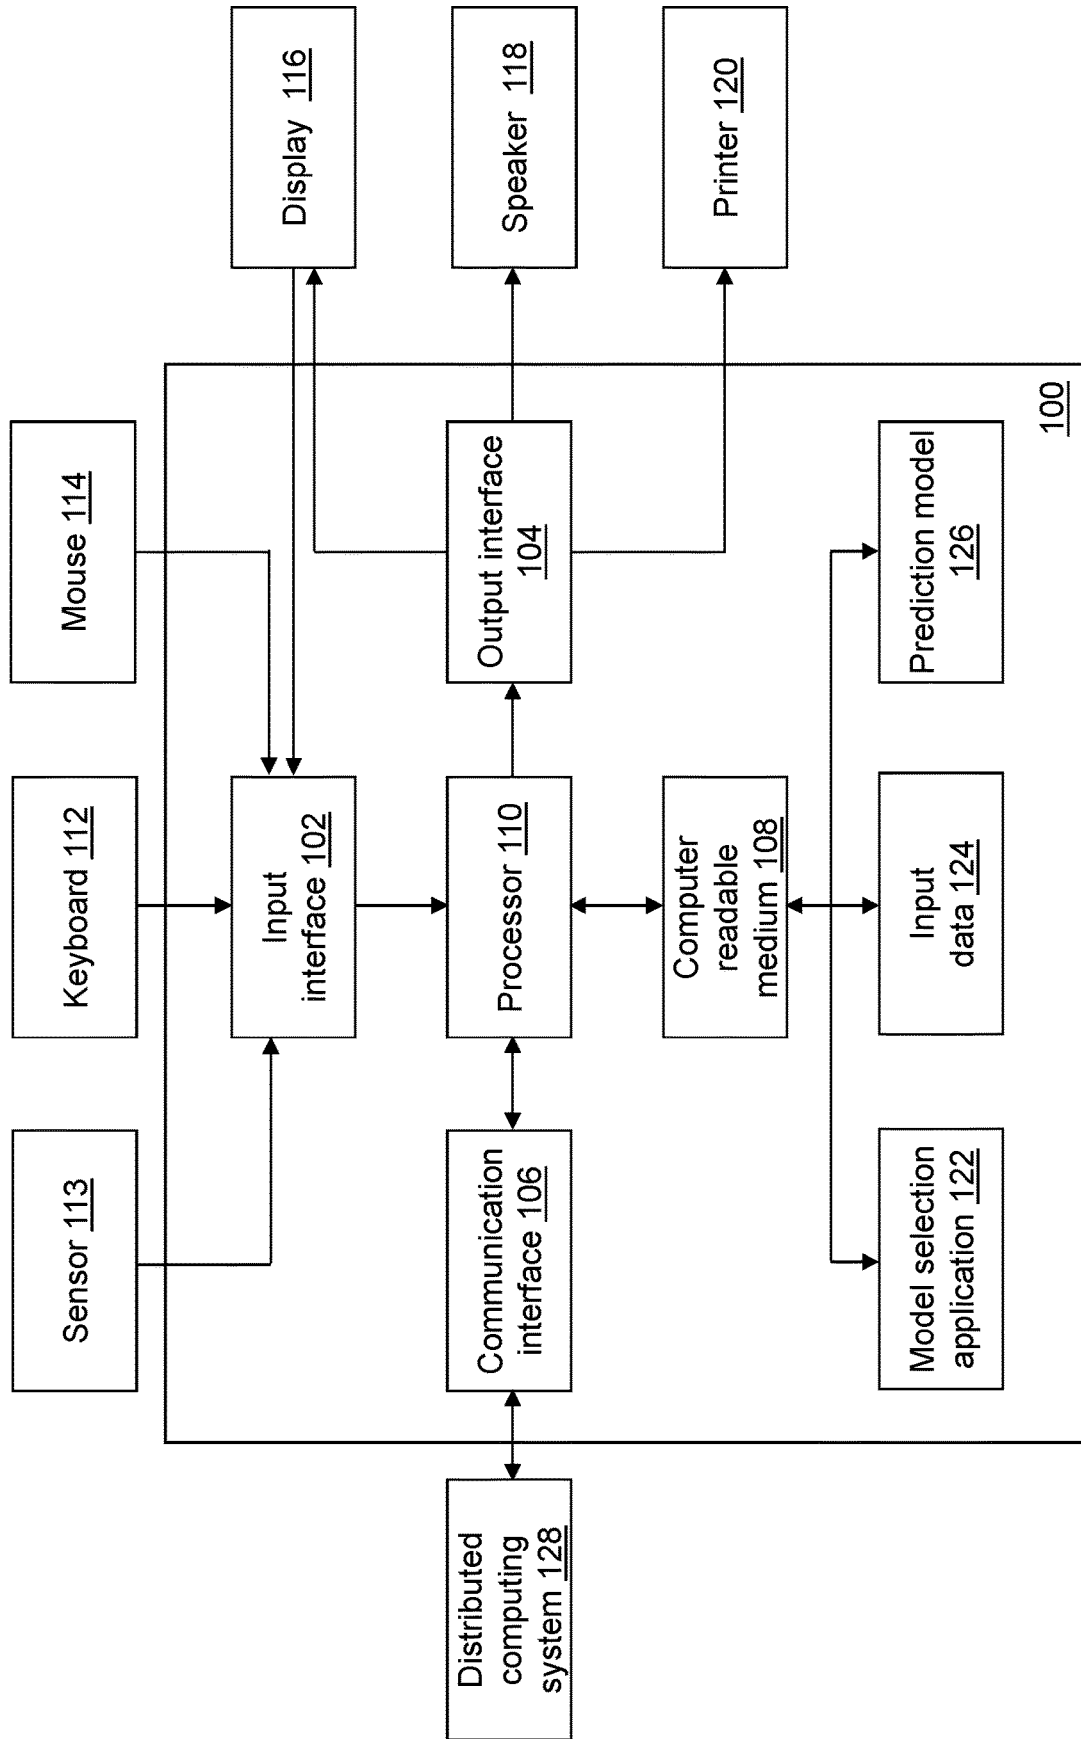 Sensor 113
Keyboard 112
Mouse 114
Input
interface 102
Display 116
Distributed
computing
system 128
Communication
interface 106
Processor 110
Output interface
104
Speaker 118
Computer
readable
medium 108
Printer 120
Model selection
application 122
Input
data 124
Prediction model
126
100